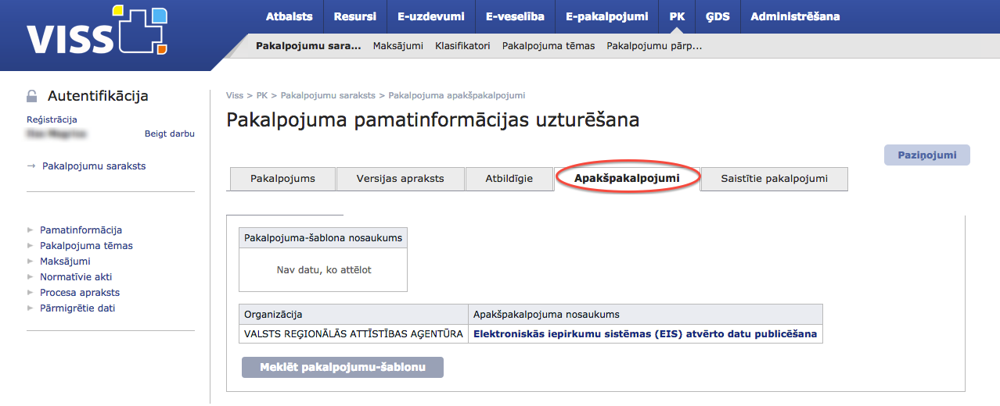 VISS
Atbalsts Resursi E-uzdevumi E-veselība E-pakalpojumi PK ĢDS Administrēšana
Pakalpojumu sara... Maksājumi Klasifikatori Pakalpojuma tēmas Pakalpojumu pārp...
Autentifikācija
Reģistrācija
Beigt darbu
→ Pakalpojumu saraksts
Pamatinformācija
Pakalpojuma tēmas
Maksājumi
Normatīvie akti
Procesa apraksts
Pārmigrētie dati
Viss > PK > Pakalpojumu saraksts > Pakalpojuma apakšpakalpojumi
Pakalpojuma pamatinformācijas uzturēšana
Paziņojumi
Pakalpojums Versijas apraksts Atbildīgie Apakšpakalpojumi Saistītie pakalpojumi
Pakalpojuma-šablona nosaukums
Nav datu, ko attēlot
Organizācija Apakšpakalpojuma nosaukums
VALSTS REĢIONĀLĀS ATTĪSTĪBAS AĢENTŪRA Elektroniskās iepirkumu sistēmas (EIS) atvērto datu publicēšana
Meklēt pakalpojumu-šablonu